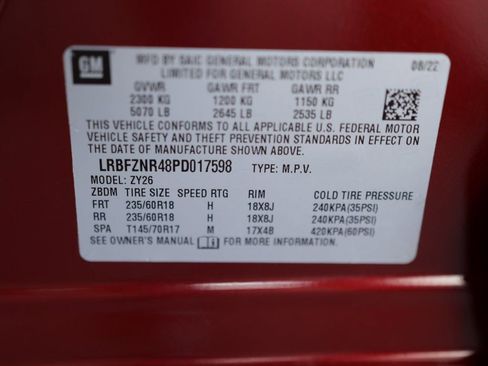 GM
MFD BY SAIC GENERAL MOTORS CORPORATION
LIMITED FOR GENERAL MOTORS LLC
08/22
GVWR GAWR FRT GAWR RR
2300 KG 1200 KG 1150 KG
5070 LB 2645 LB 2535 LB
THIS VEHICLE CONFORMS TO ALL APPLICABLE U.S. FEDERAL MOTOR
VEHICLE SAFETY AND THEFT PREVENTION STANDARDS IN EFFECT ON
THE DATE OF MANUFACTURE SHOWN ABOVE.
LRBFZNR48PD017598 TYPE: M.P.V.
MODEL: ZY26
ZBDM TIRE SIZE SPEED RTG RIM COLD TIRE PRESSURE
FRT 235/60R18 H 18X8J 240KPA(35PSI)
RR 235/60R18 H 18X8J 240KPA(35PSI)
SPA T145/70R17 M 17X4B 420KPA(60PSI)
SEE OWNER'S MANUAL FOR MORE INFORMATION.